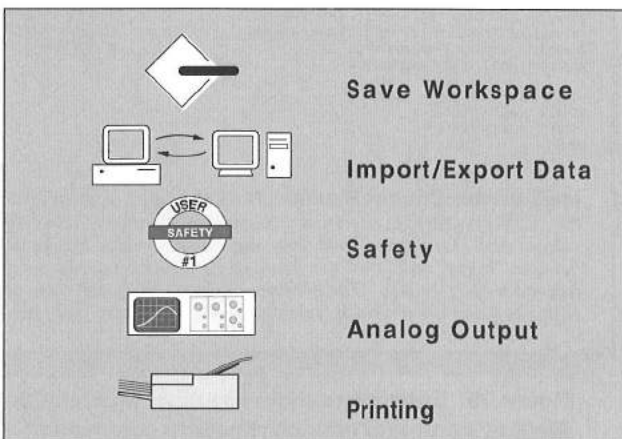 Save Workspace
Import/Export Data
USER
SAFETY
#1
Safety
Analog Output
Printing